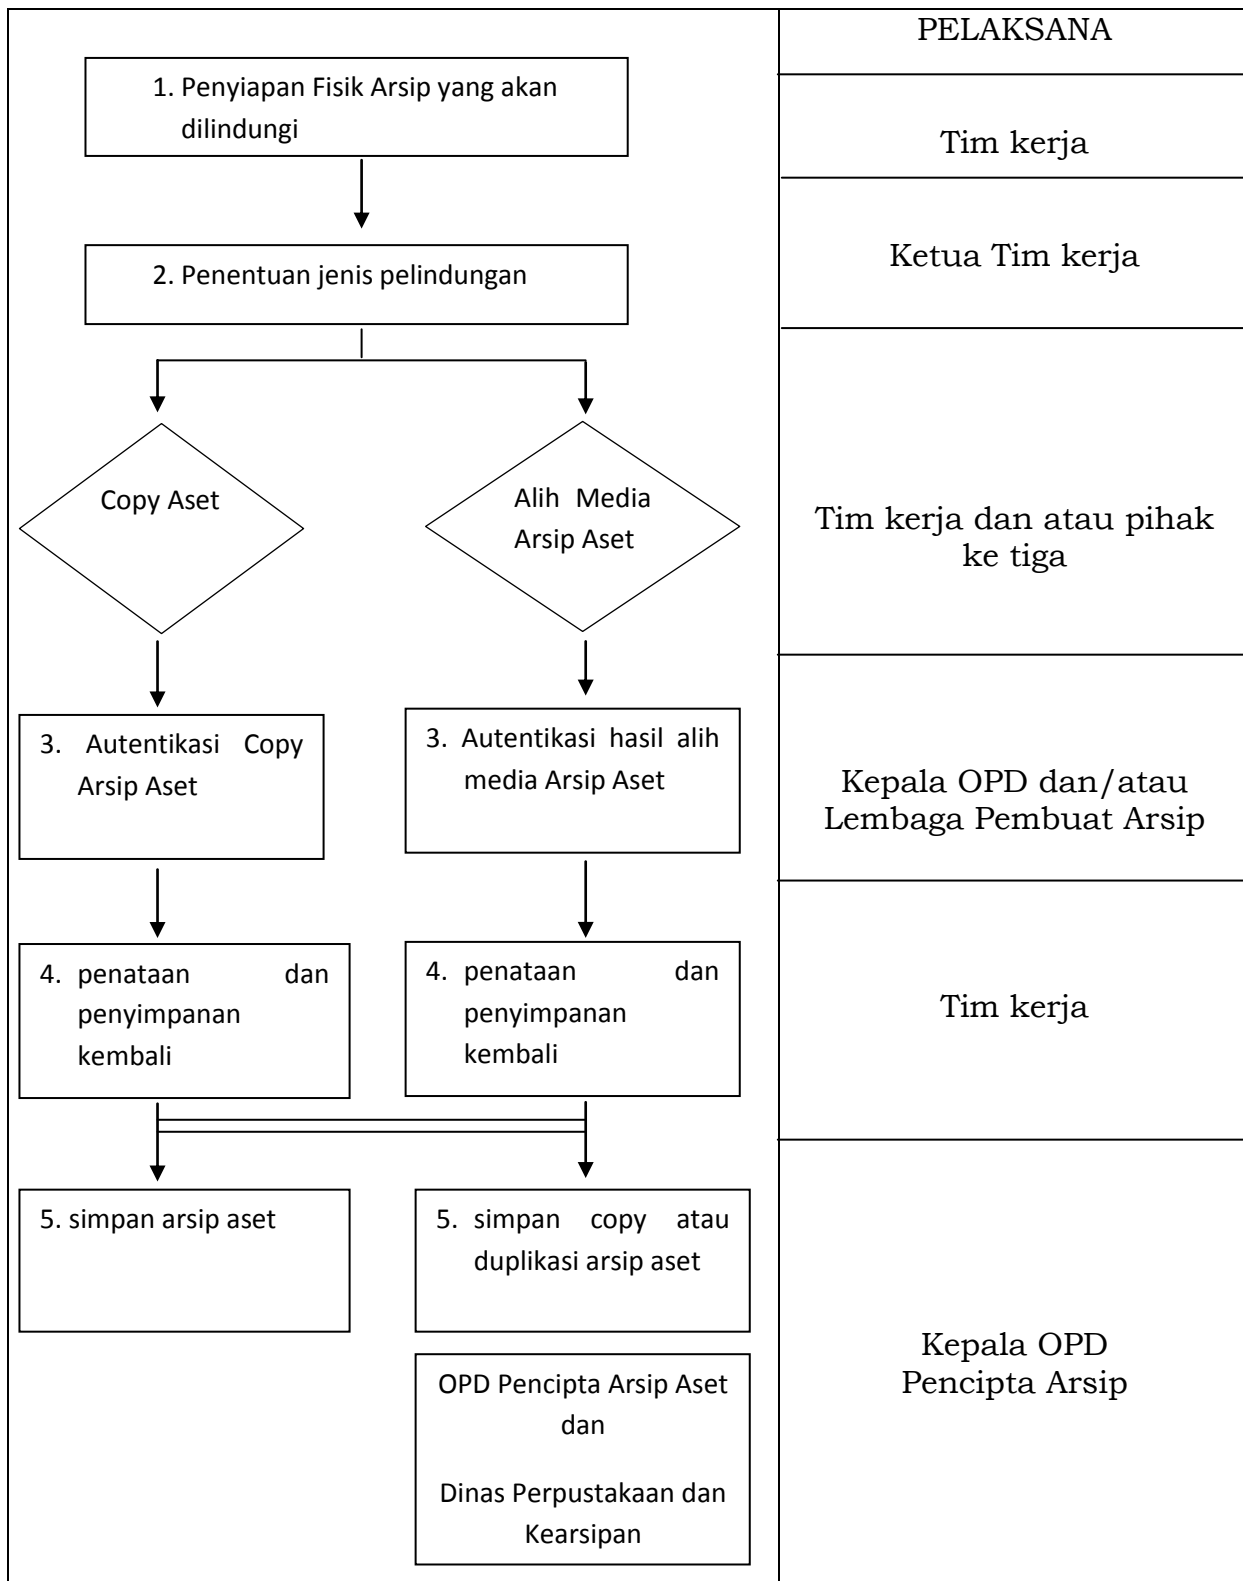 PELAKSANA
1. Penyiapan Fisik Arsip yang akan
dilindungi
Tim kerja
2. Penentuan jenis pelindungan
Ketua Tim kerja
Copy Aset
Alih Media
Arsip Aset
Tim kerja dan atau pihak
ke tiga
3. Autentikasi Copy
Arsip Aset
3. Autentikasi hasil alih
media Arsip Aset
Kepala OPD dan/atau
Lembaga Pembuat Arsip
4. penataan dan
penyimpanan
kembali
4. penataan dan
penyimpanan
kembali
Tim kerja
5. simpan arsip aset
5. simpan copy atau
duplikasi arsip aset
OPD Pencipta Arsip Aset
dan
Dinas Perpustakaan dan
Kearsipan
Kepala OPD
Pencipta Arsip